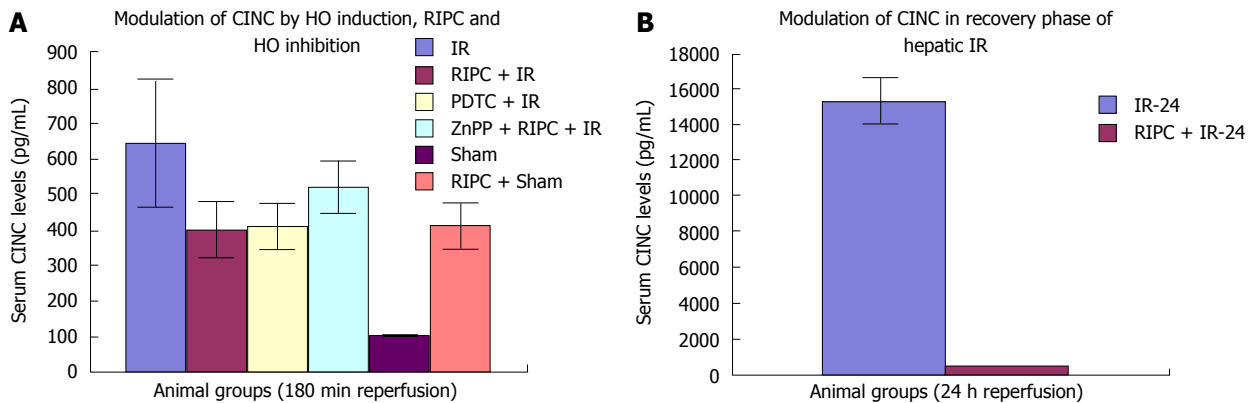 A
Modulation of CINC by HO induction, RIPC and
HO inhibition
Serum CINC levels (pg/mL)
900
800
700
600
500
400
300
200
100
0
IR
RIPC + IR
PDTC + IR
ZnPP + RIPC + IR
Sham
RIPC + Sham
Animal groups (180 min reperfusion)
B
Modulation of CINC in recovery phase of
hepatic IR
Serum CINC levels (pg/mL)
18000
16000
14000
12000
10000
8000
6000
4000
2000
0
IR-24
RIPC + IR-24
Animal groups (24 h reperfusion)